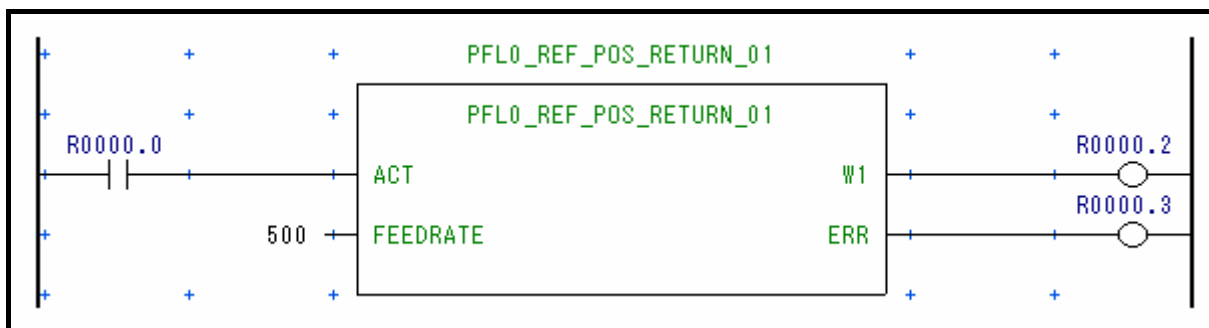 PFL0_REF_POS_RETURN_01
PFL0_REF_POS_RETURN_01
R0000.0
R0000.2
ACT
W1
R0000.3
500
FEEDRATE
ERR